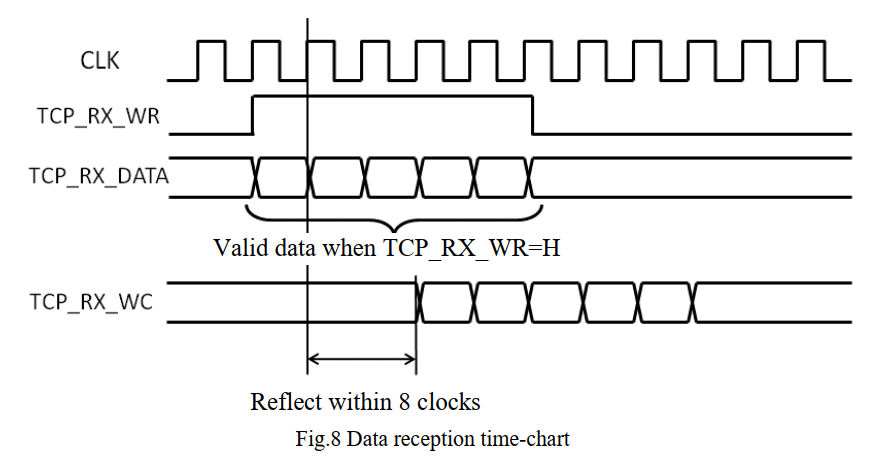 CLK
TCP_RX_WR
TCP_RX_DATA
Valid data when TCP_RX_WR=H
TCP_RX_WC
Reflect within 8 clocks
Fig.8 Data reception time-chart